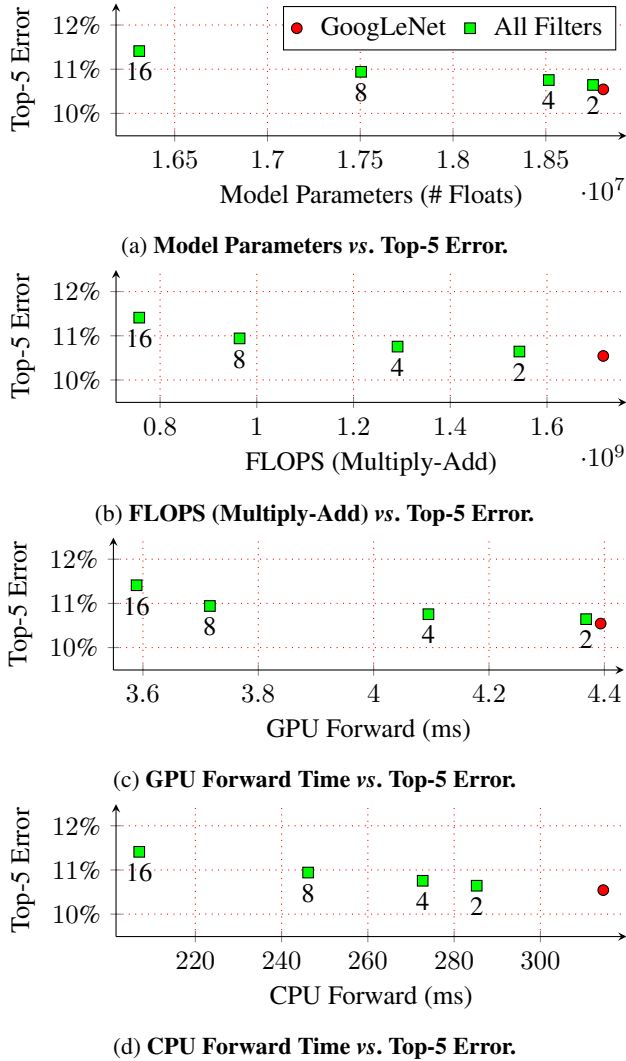 GoogLeNet All Filters
Top-5 Error
12%
11%
10%
16
8
4
2
1.65 1.7 1.75 1.8 1.85
·10⁷
Model Parameters (# Floats)
(a) Model Parameters vs. Top-5 Error.
Top-5 Error
12%
11%
10%
16
8
4
2
0.8 1 1.2 1.4 1.6
·10⁹
FLOPS (Multiply-Add)
(b) FLOPS (Multiply-Add) vs. Top-5 Error.
Top-5 Error
12%
11%
10%
16
8
4
2
3.6 3.8 4 4.2 4.4
GPU Forward (ms)
(c) GPU Forward Time vs. Top-5 Error.
Top-5 Error
12%
11%
10%
16
8
4
2
220 240 260 280 300
CPU Forward (ms)
(d) CPU Forward Time vs. Top-5 Error.